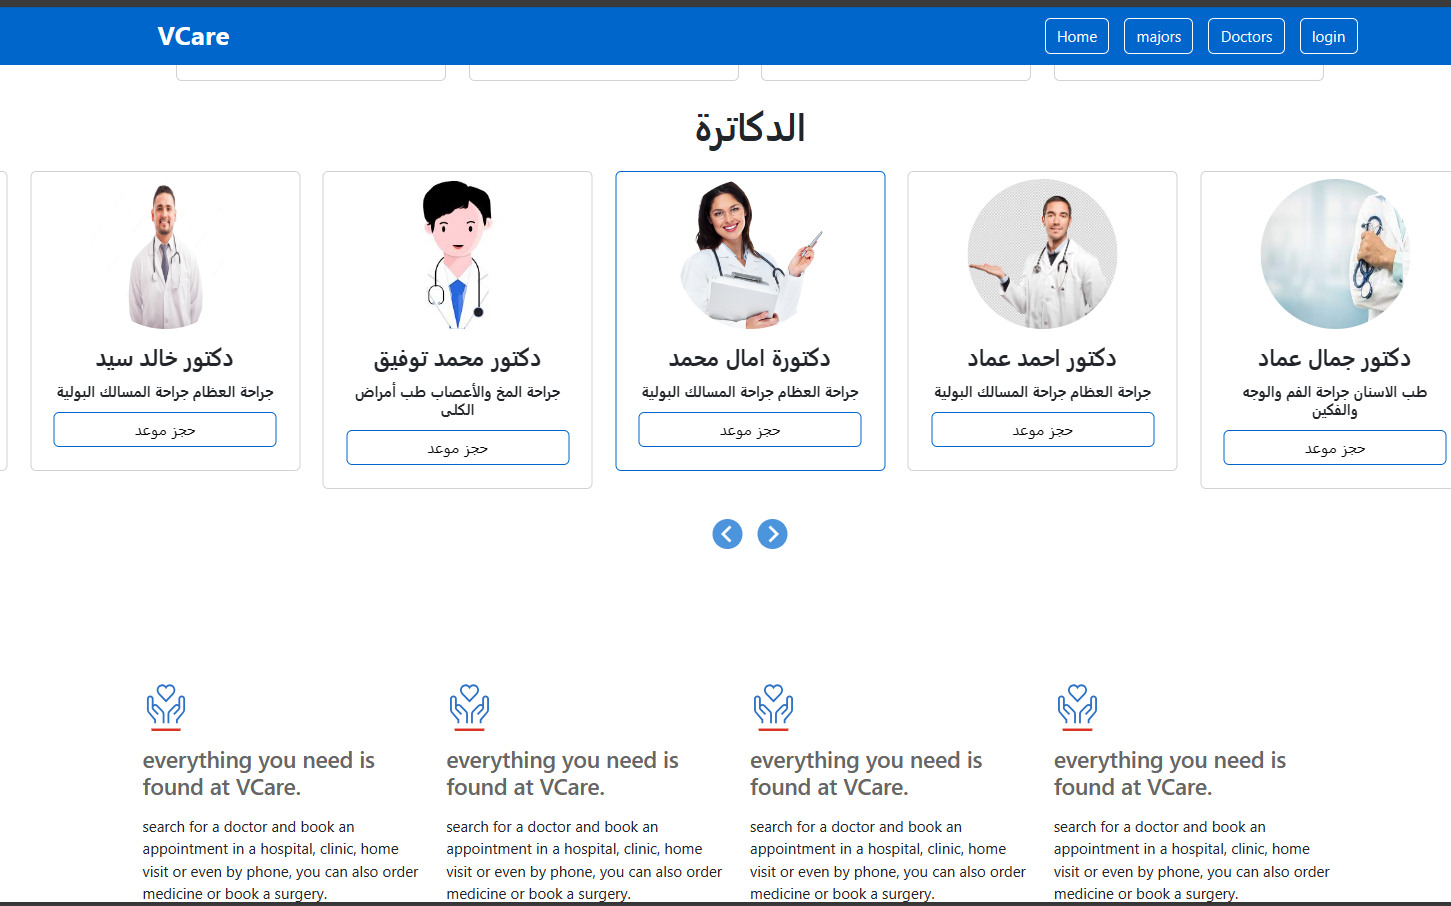 VCare
Home
majors
Doctors
login
الدكاترة
دكتور خالد سيد
جراحة العظام جراحة المسالك البولية
حجز موعد
دكتور محمد توفيق
جراحة المخ والأعصاب طب أمراض
الكلى
حجز موعد
دكتورة امال محمد
جراحة العظام جراحة المسالك البولية
حجز موعد
دكتور احمد عماد
جراحة العظام جراحة المسالك البولية
حجز موعد
دكتور جمال عماد
طب الاسنان جراحة الفم والوجه
والفكين
حجز موعد
everything you need is
found at VCare.
search for a doctor and book an
appointment in a hospital, clinic, home
visit or even by phone, you can also order
medicine or book a surgery.
everything you need is
found at VCare.
search for a doctor and book an
appointment in a hospital, clinic, home
visit or even by phone, you can also order
medicine or book a surgery.
everything you need is
found at VCare.
search for a doctor and book an
appointment in a hospital, clinic, home
visit or even by phone, you can also order
medicine or book a surgery.
everything you need is
found at VCare.
search for a doctor and book an
appointment in a hospital, clinic, home
visit or even by phone, you can also order
medicine or book a surgery.